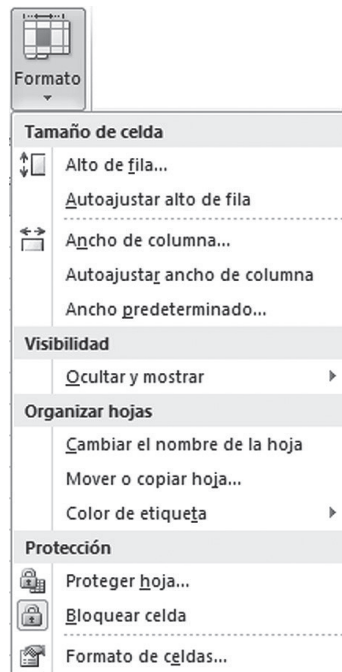 Formato
Tamaño de celda
Alto de fila...
Autoajustar alto de fila
Ancho de columna...
Autoajustar ancho de columna
Ancho predeterminado...
Visibilidad
Ocultar y mostrar
Organizar hojas
Cambiar el nombre de la hoja
Mover o copiar hoja...
Color de etiqueta
Protección
Proteger hoja...
Bloquear celda
Formato de celdas...